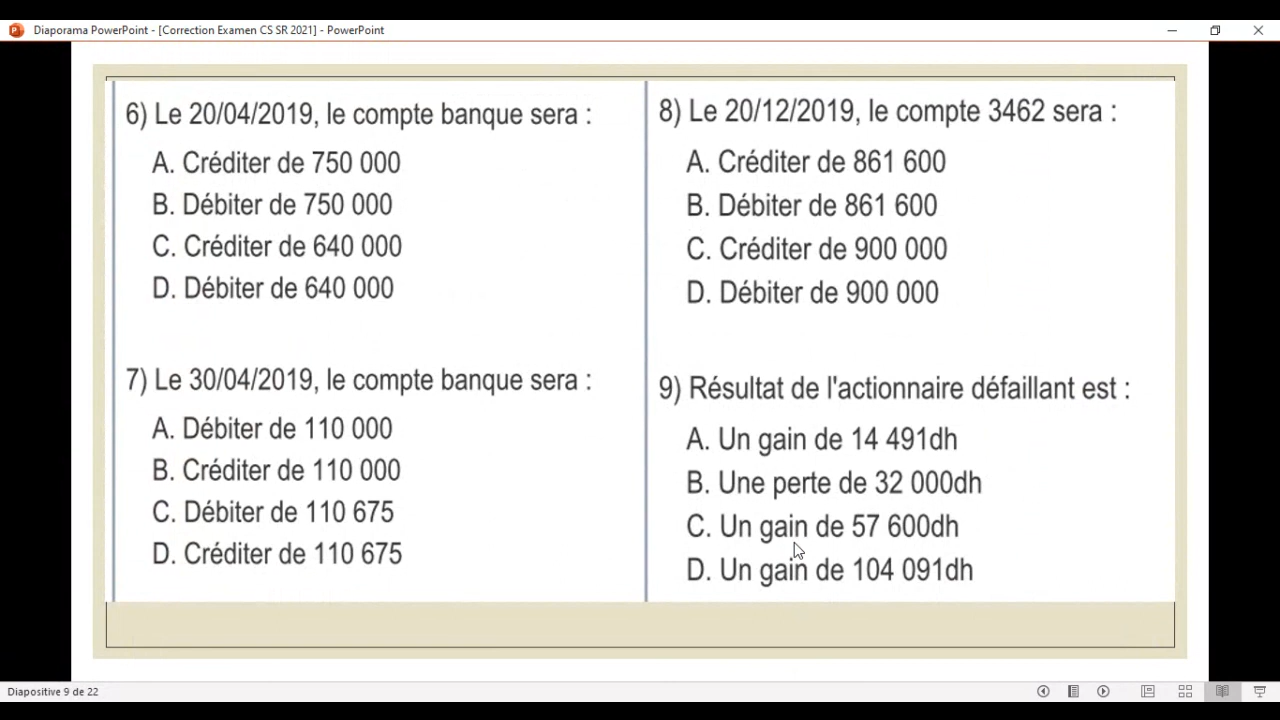 Diaporama PowerPoint - [Correction Examen CS SR 2021] - PowerPoint
6) Le 20/04/2019, le compte banque sera :
A. Créditer de 750 000
B. Débiter de 750 000
C. Créditer de 640 000
D. Débiter de 640 000
7) Le 30/04/2019, le compte banque sera :
A. Débiter de 110 000
B. Créditer de 110 000
C. Débiter de 110 675
D. Créditer de 110 675
8) Le 20/12/2019, le compte 3462 sera :
A. Créditer de 861 600
B. Débiter de 861 600
C. Créditer de 900 000
D. Débiter de 900 000
9) Résultat de l'actionnaire défaillant est :
A. Un gain de 14 491dh
B. Une perte de 32 000dh
C. Un gain de 57 600dh
D. Un gain de 104 091dh
Diapositive 9 de 22